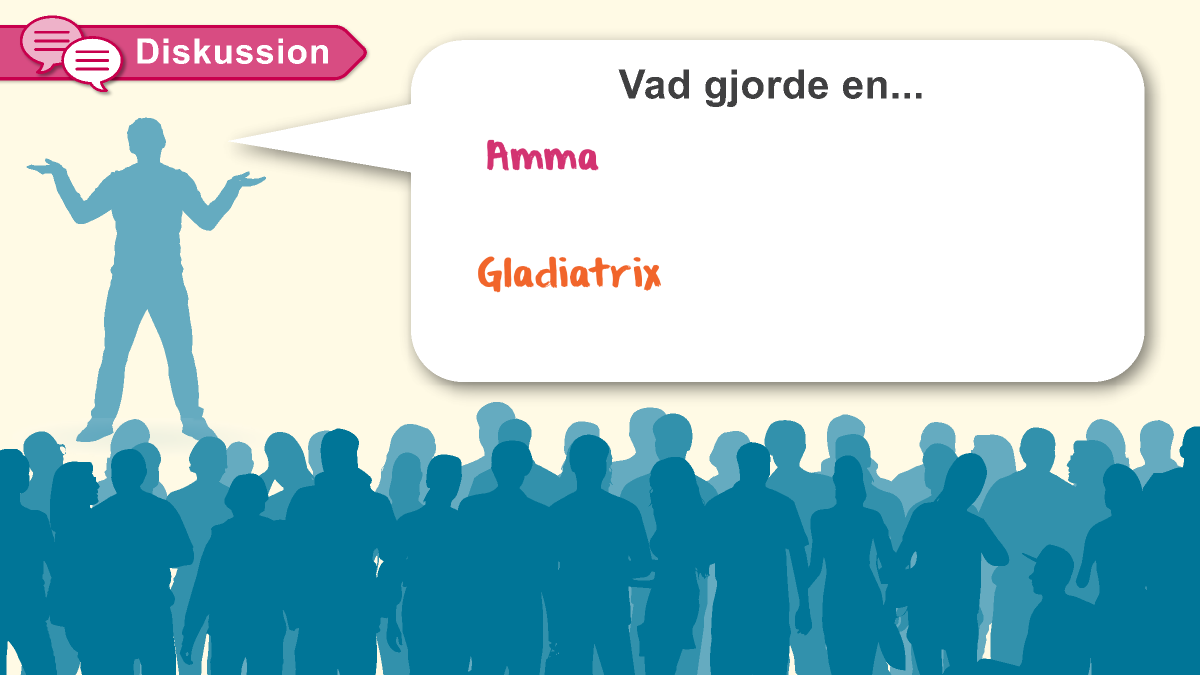 Diskussion
Vad gjorde en...
Amma
Gladiatrix